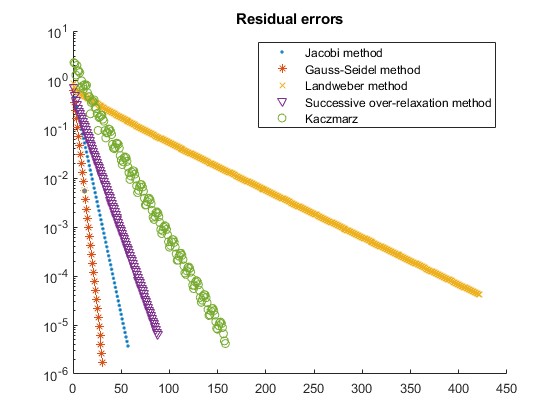 Residual errors
Jacobi method
Gauss-Seidel method
Landweber method
Successive over-relaxation method
Kaczmarz
10^1
10^0
10^-1
10^-2
10^-3
10^-4
10^-5
10^-6
0 50 100 150 200 250 300 350 400 450